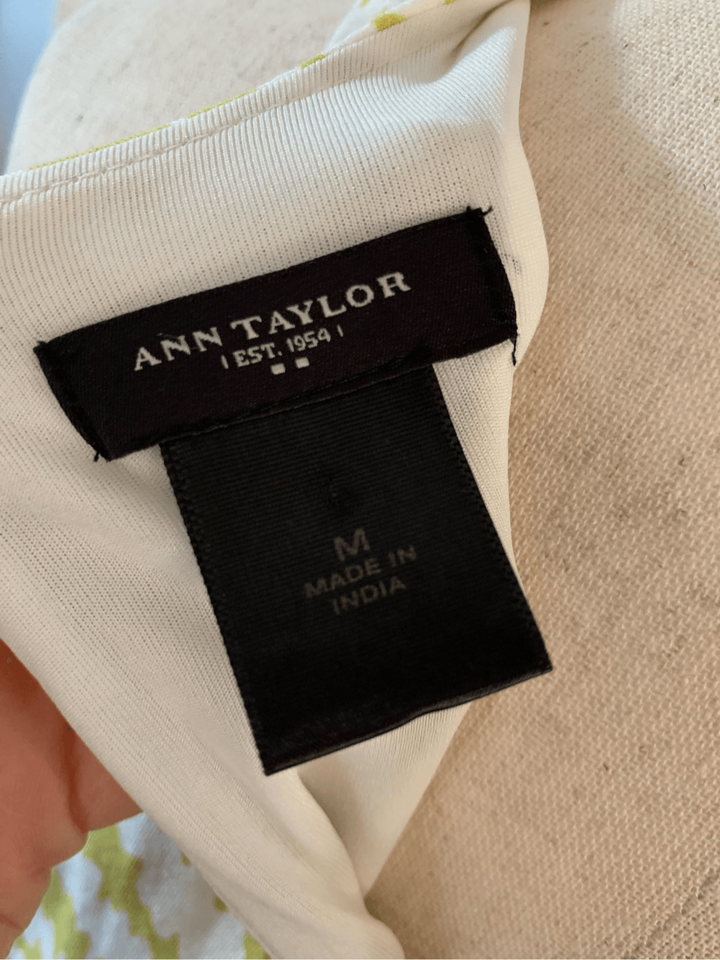 ANN TAYLOR
| EST. 1954 |
M
MADE IN
INDIA